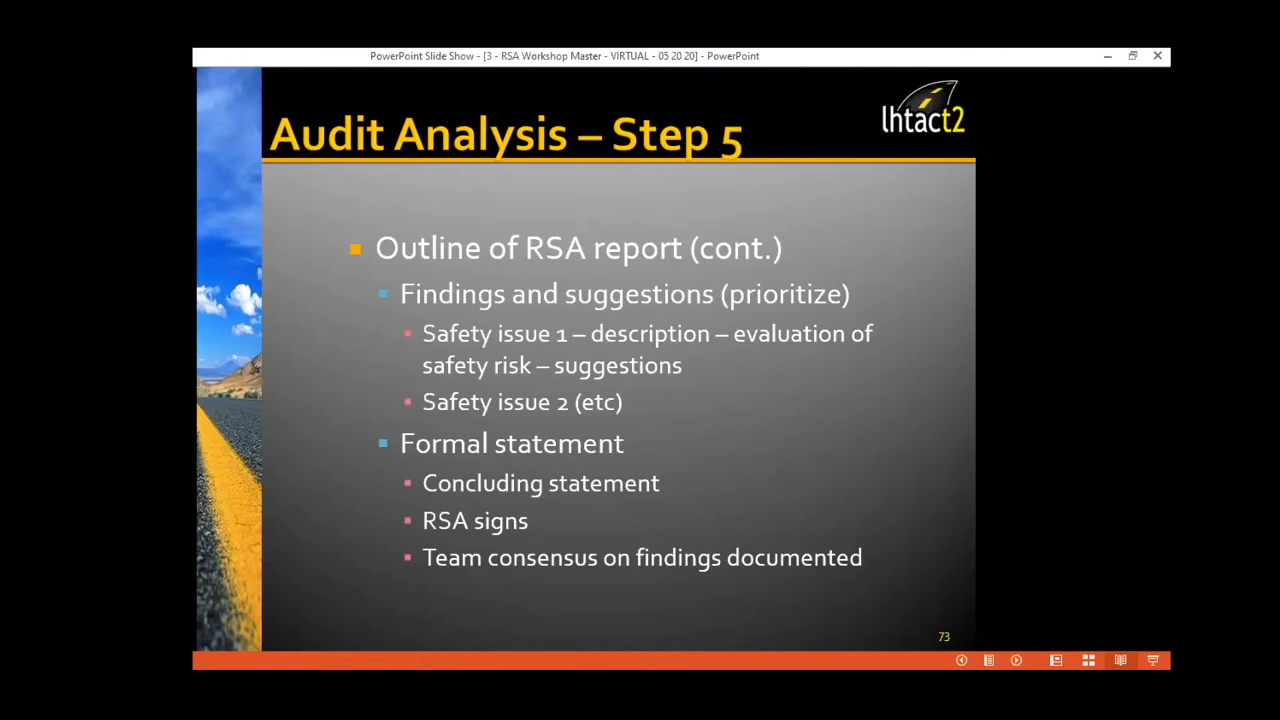 PowerPoint Slide Show - [3 - RSA Workshop Master - VIRTUAL - 05 20 20] - PowerPoint
lhtact2
Audit Analysis – Step 5
Outline of RSA report (cont.)
Findings and suggestions (prioritize)
Safety issue 1 – description – evaluation of
safety risk – suggestions
Safety issue 2 (etc)
Formal statement
Concluding statement
RSA signs
Team consensus on findings documented
73